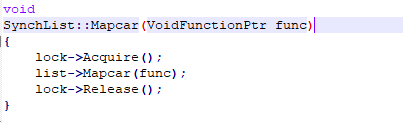 void
SynchList::Mapcar(VoidFunctionPtr func)
{
    lock->Acquire();
    list->Mapcar(func);
    lock->Release();
}